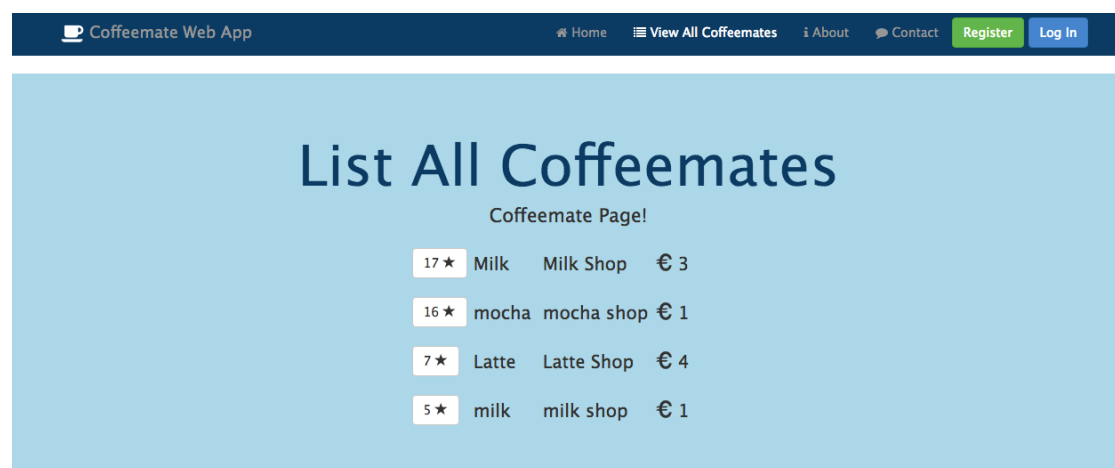 Coffeemate Web App Home View All Coffeemates About Contact Register Log In
List All Coffeemates
Coffeemate Page!
17 ★ Milk Milk Shop € 3
16 ★ mocha mocha shop € 1
7 ★ Latte Latte Shop € 4
5 ★ milk milk shop € 1